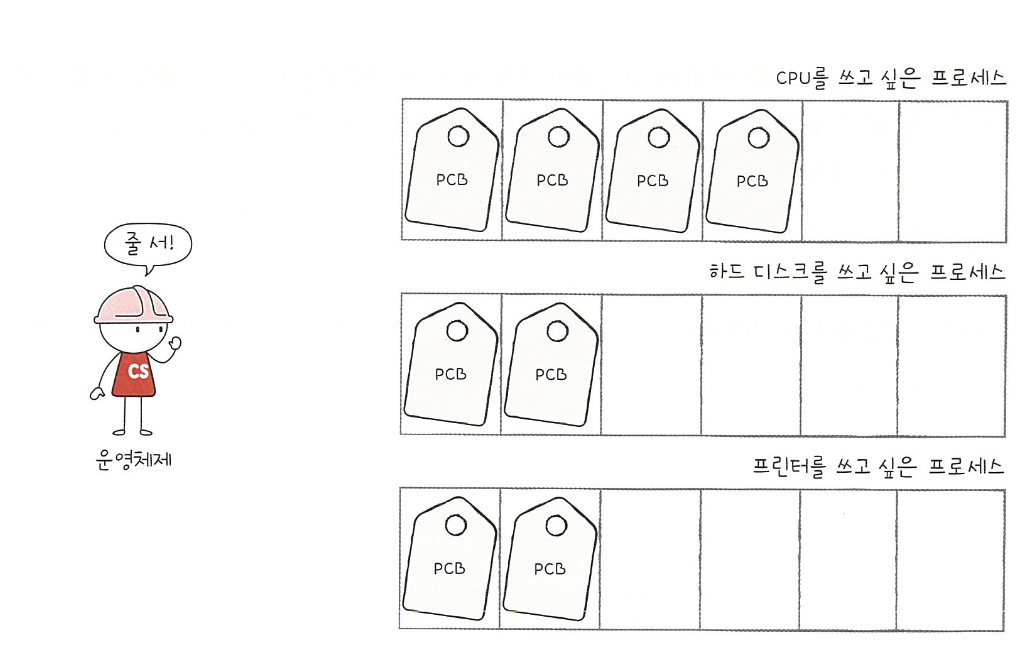 CPU를 쓰고 싶은 프로세스
PCB PCB PCB PCB
줄 서!
하드 디스크를 쓰고 싶은 프로세스
PCB PCB
CS
운영체제
프린터를 쓰고 싶은 프로세스
PCB PCB